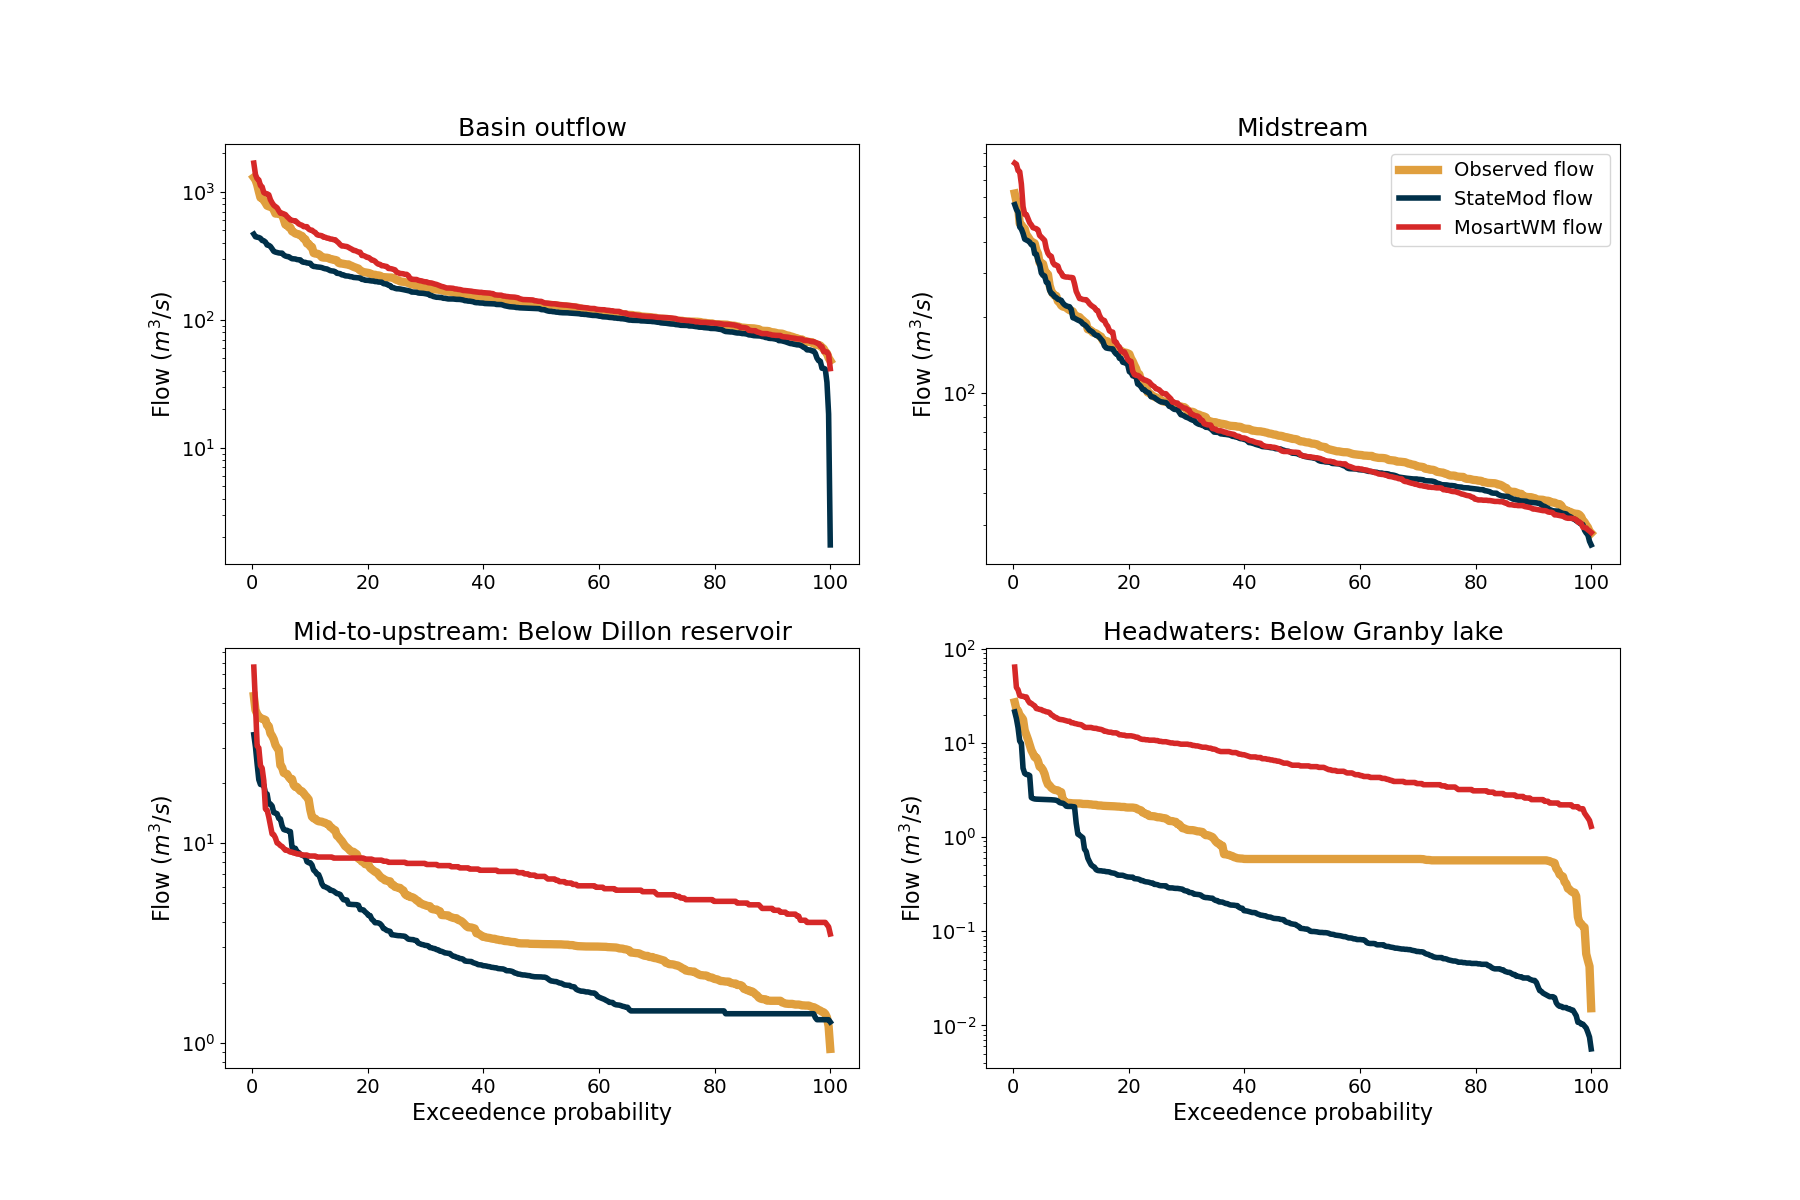 Basin outflow
Flow (m³/s)
10³
10²
10¹
0 20 40 60 80 100
Midstream
Observed flow
StateMod flow
MosartWM flow
Flow (m³/s)
10²
0 20 40 60 80 100
Mid-to-upstream: Below Dillon reservoir
Flow (m³/s)
10¹
10⁰
0 20 40 60 80 100
Exceedence probability
Headwaters: Below Granby lake
Flow (m³/s)
10²
10¹
10⁰
10⁻¹
10⁻²
0 20 40 60 80 100
Exceedence probability